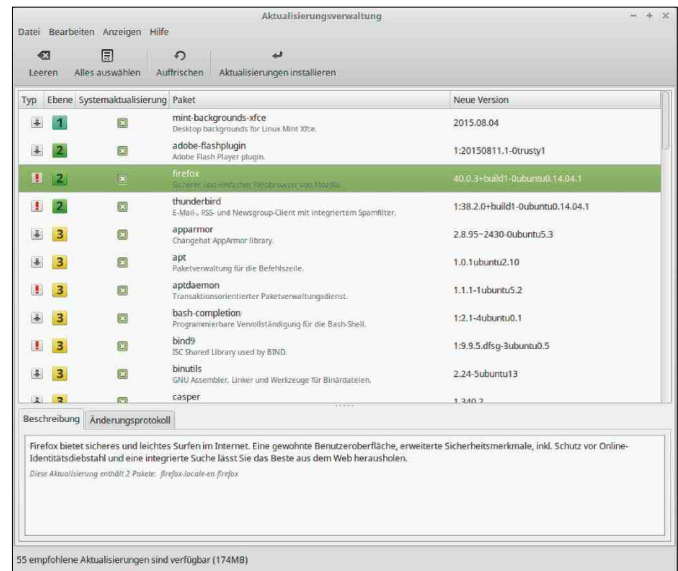 Aktualisierungsverwaltung
Datei Bearbeiten Anzeigen Hilfe
Leeren Alles auswählen Auffrischen Aktualisierungen installieren
Typ Ebene Systemaktualisierung Paket Neue Version
1 mint-backgrounds-xfce 2015.08.04
Desktop backgrounds for Linux Mint Xfce.
2 adobe-flashplugin 1:20150811.1-0trusty1
Adobe Flash Player plugin.
2 firefox 40.0.3+build1-0ubuntu0.14.04.1
Sicherer und einfacher Webbrowser von Mozilla.
2 thunderbird 1:38.2.0+build1-0ubuntu0.14.04.1
E-Mail-, RSS- und Newsgroup-Client mit integriertem Spamfilter.
3 apparmor 2.8.95~2430-0ubuntu5.3
Changehat AppArmor library.
3 apt 1.0.1ubuntu2.10
Paketverwaltung für die Befehlszeile.
3 aptdaemon 1.1.1-1ubuntu5.2
Transaktionsorientierter Paketverwaltungsdienst.
3 bash-completion 1:2.1-4ubuntu0.1
Programmierbare Vervollständigung für die Bash-Shell.
3 bind9 1:9.9.5.dfsg-3ubuntu0.5
ISC Shared Library used by BIND.
3 binutils 2.24-5ubuntu13
GNU Assembler, Linker und Werkzeuge für Binärdateien.
3 casper 1.340.2
Beschreibung Änderungsprotokoll
Firefox bietet sicheres und leichtes Surfen im Internet. Eine gewohnte Benutzeroberfläche, erweiterte Sicherheitsmerkmale, inkl. Schutz vor Online-
Identitätsdiebstahl und eine integrierte Suche lässt Sie das Beste aus dem Web herausholen.
Diese Aktualisierung enthält 2 Pakete: firefox-locale-en firefox
55 empfohlene Aktualisierungen sind verfügbar (174MB)